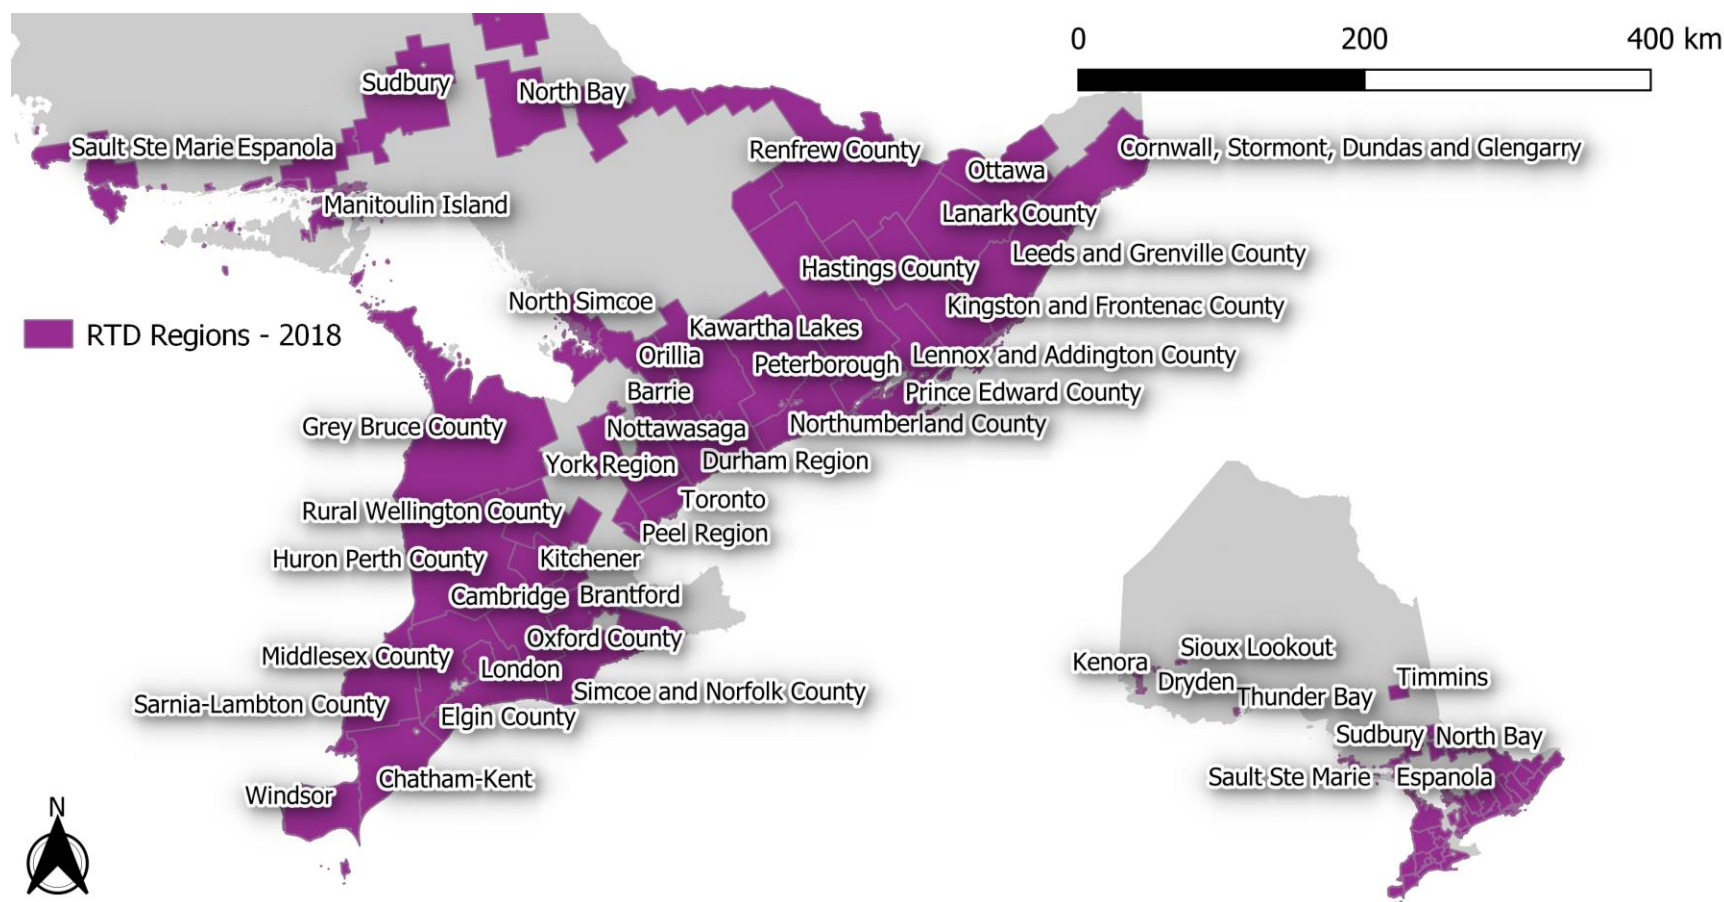 0 200 400 km
Sudbury
North Bay
Sault Ste Marie
Espanola
Renfrew County
Cornwall, Stormont, Dundas and Glengarry
Ottawa
Manitoulin Island
Lanark County
Leeds and Grenville County
Hastings County
North Simcoe
Kingston and Frontenac County
RTD Regions - 2018
Kawartha Lakes
Orillia
Peterborough
Lennox and Addington County
Barrie
Prince Edward County
Grey Bruce County
Nottawasaga
Northumberland County
York Region
Durham Region
Rural Wellington County
Toronto
Peel Region
Huron Perth County
Kitchener
Cambridge
Brantford
Oxford County
Middlesex County
London
Sarnia-Lambton County
Simcoe and Norfolk County
Elgin County
Chatham-Kent
Windsor
N
Sioux Lookout
Kenora
Dryden
Thunder Bay
Timmins
Sudbury
North Bay
Sault Ste Marie
Espanola